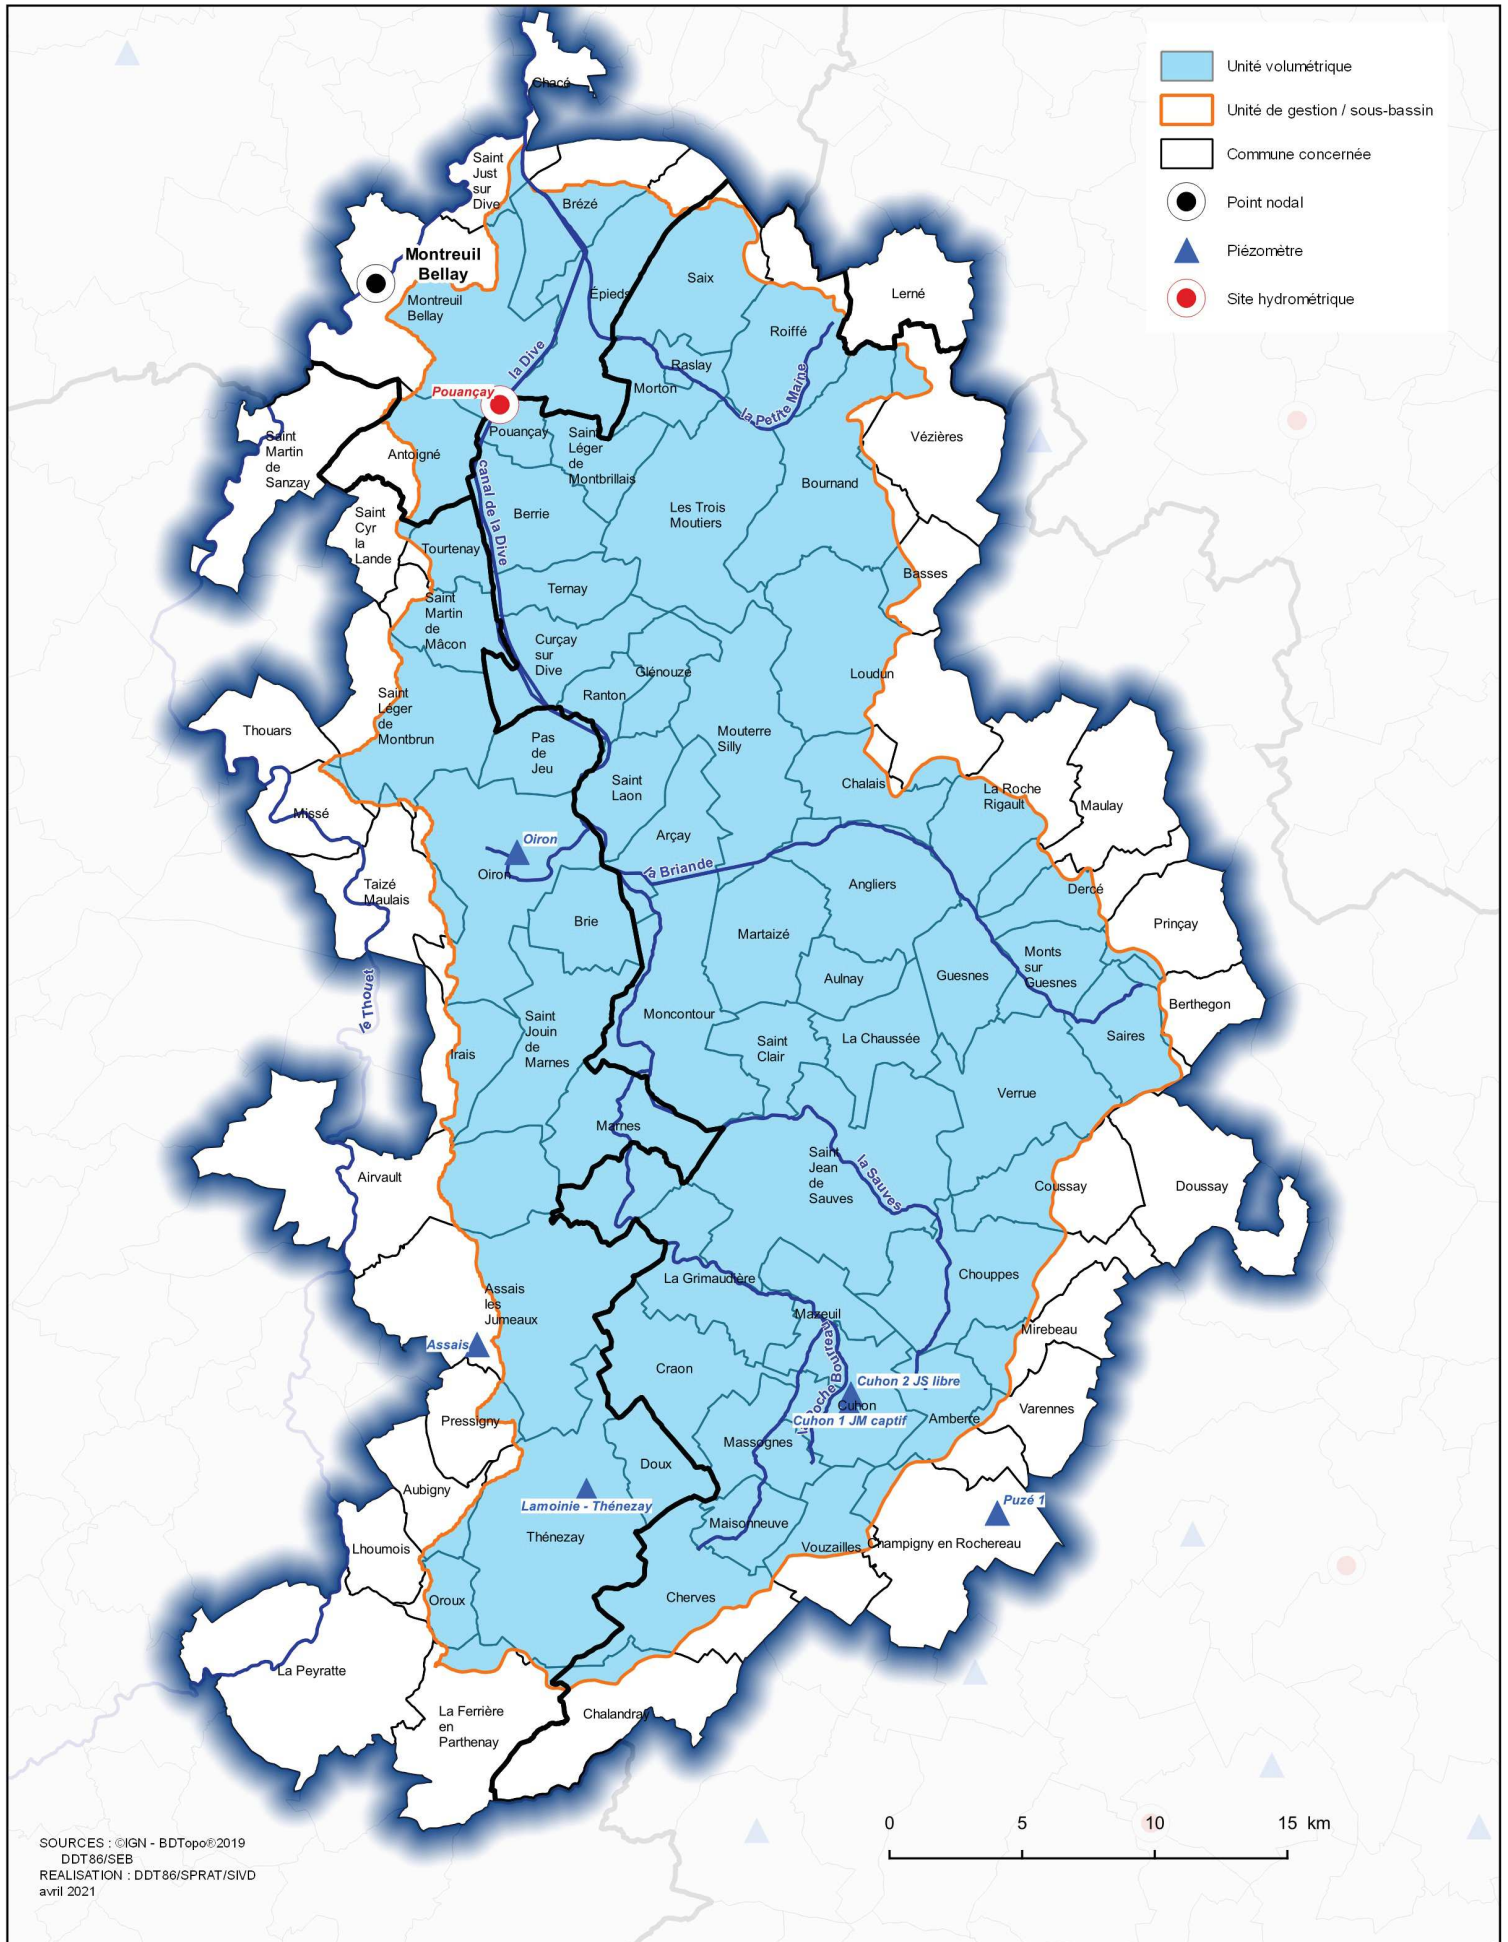 Unité volumétrique
Unité de gestion / sous-bassin
Commune concernée
Point nodal
Piézomètre
Site hydrométrique
Chacé
Saint
Just
sur
Dive
Brézé
Montreuil
Bellay
Montreuil
Bellay
Épieds
Saix
Lerné
Roiffé
la Dive
Raslay
Morton
la Petite Maine
Pouançay
Pouançay
Saint
Léger
de
Montbrillais
Vézières
Saint
Martin
de
Sanzay
Antoigné
canal de la Dive
Bournand
Berrie
Les Trois
Moutiers
Saint
Cyr
la
Lande
Tourtenay
Basses
Ternay
Saint
Martin
de
Mâcon
Curçay
sur
Dive
Glénouze
Loudun
Ranton
Saint
Léger
de
Montbrun
Thouars
Mouterre
Silly
Pas
de
Jeu
Saint
Laon
Chalais
La Roche
Rigault
Maulay
Missé
Oiron
Oiron
Arçay
la Briande
Taizé
Maulais
Angliers
Dercé
Brie
Prinçay
Martaizé
Monts
sur
Guesnes
Aulnay
Guesnes
le Thouet
Berthegon
Moncontour
Saint
Jouin
de
Marnes
Irais
Saint
Clair
La Chaussée
Saires
Verrue
Marnes
Saint
Jean
de
Sauves
la Sauves
Airvault
Coussay
Doussay
Chouppes
La Grimaudière
Assais
les
Jumeaux
Mazeuil
Mirebeau
Assais
Craon
la Roche Bourreau
Cuhon 2 JS libre
Cuhon
Cuhon 1 JM captif
Amberre
Varennes
Pressigny
Massognes
Doux
Aubigny
Lamoinie - Thénezay
Puzé 1
Maisonneuve
Thénezay
Vouzailles
Champigny en Rochereau
Lhoumois
Oroux
Cherves
La Peyratte
La Ferrière
en
Parthenay
Chalandray
0 5 10 15 km
SOURCES : ©IGN - BDTopo®2019
DDT86/SEB
REALISATION : DDT86/SPRAT/SIVD
avril 2021